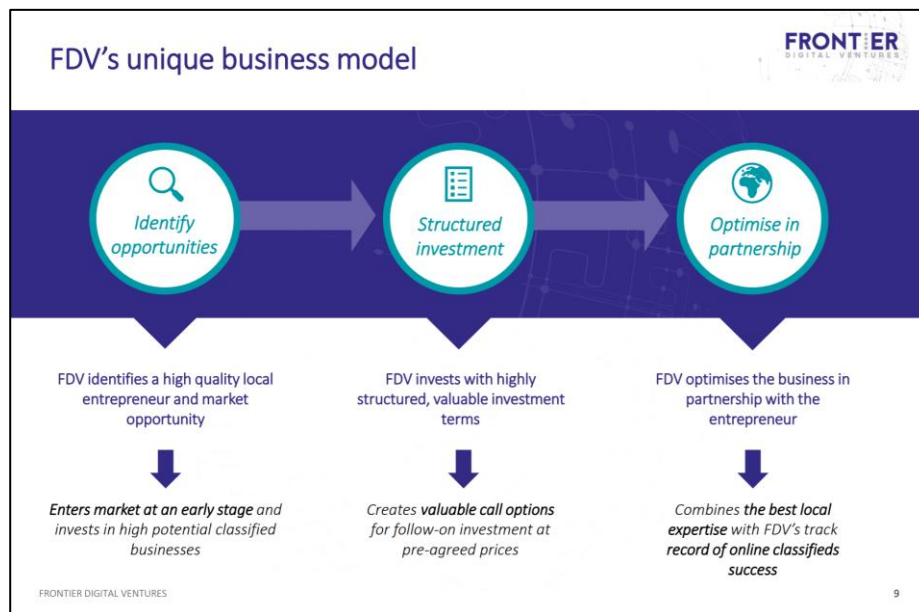 FDV's unique business model
FRONTIER
DIGITAL VENTURES
Identify
opportunities
Structured
investment
Optimise in
partnership
FDV identifies a high quality local
entrepreneur and market
opportunity
FDV invests with highly
structured, valuable investment
terms
FDV optimises the business in
partnership with the
entrepreneur
Enters market at an early stage and
invests in high potential classified
businesses
Creates valuable call options
for follow-on investment at
pre-agreed prices
Combines the best local
expertise with FDV's track
record of online classifieds
success
FRONTIER DIGITAL VENTURES
9